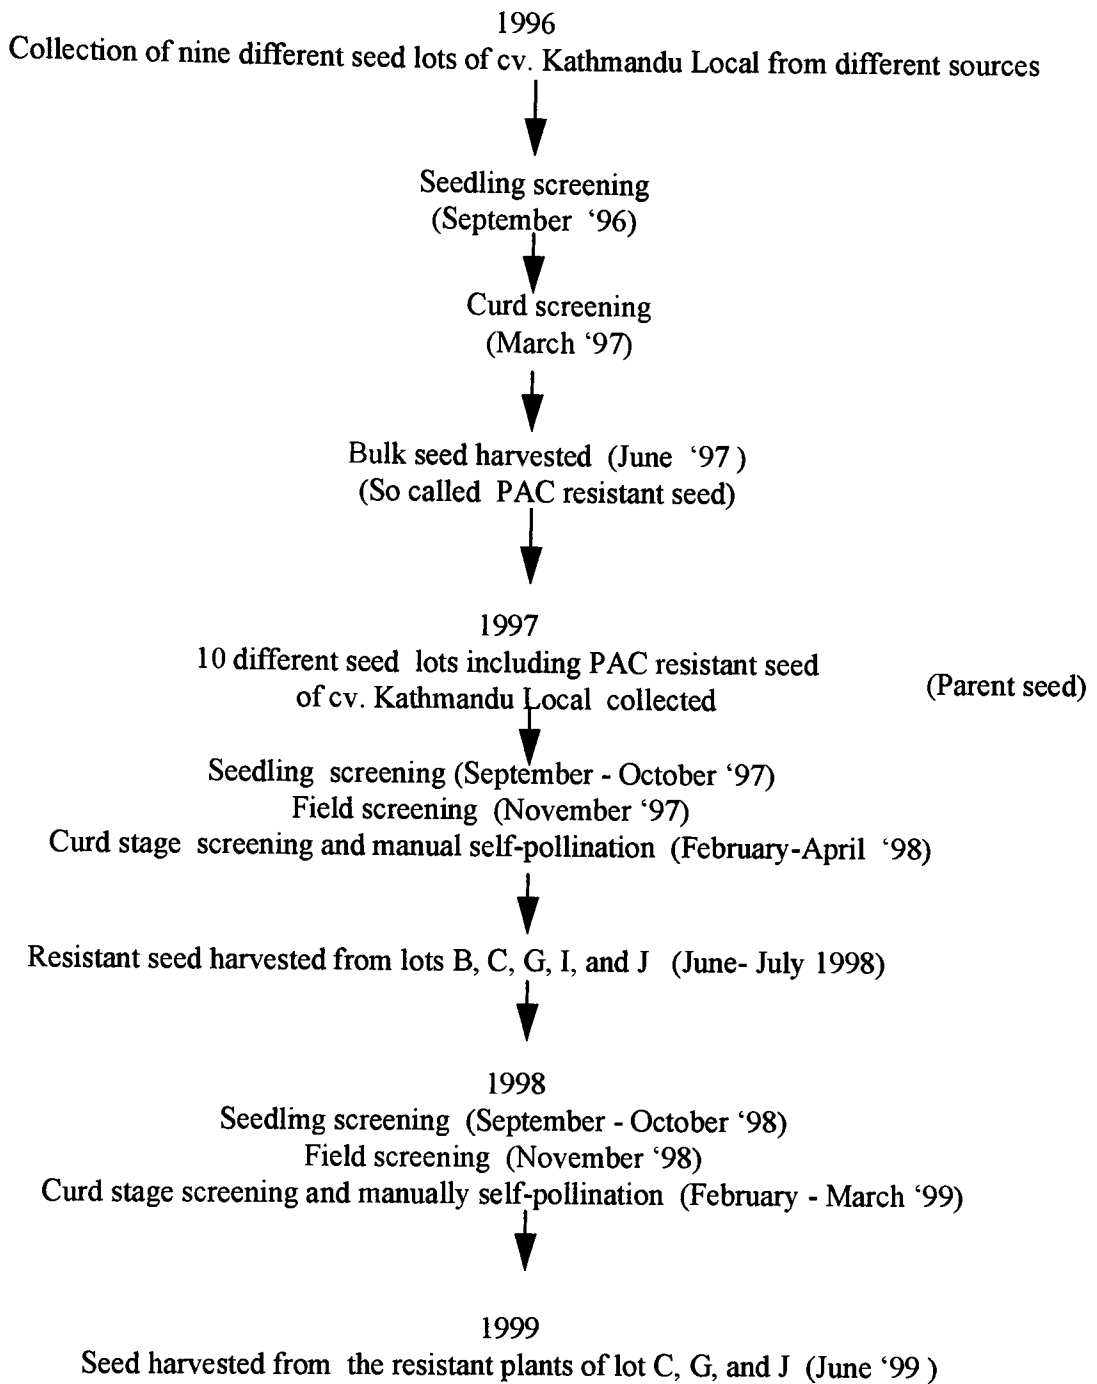 1996
Collection of nine different seed lots of cv. Kathmandu Local from different sources
Seedling screening
(September ‘96)
Curd screening
(March ‘97)
Bulk seed harvested (June ‘97 )
(So called PAC resistant seed)
1997
10 different seed lots including PAC resistant seed
of cv. Kathmandu Local collected
(Parent seed)
Seedling screening (September - October ‘97)
Field screening (November ‘97)
Curd stage screening and manual self-pollination (February-April ‘98)
Resistant seed harvested from lots B, C, G, I, and J (June- July 1998)
1998
Seedlmg screening (September - October ‘98)
Field screening (November ‘98)
Curd stage screening and manually self-pollination (February - March ‘99)
1999
Seed harvested from the resistant plants of lot C, G, and J (June ‘99 )